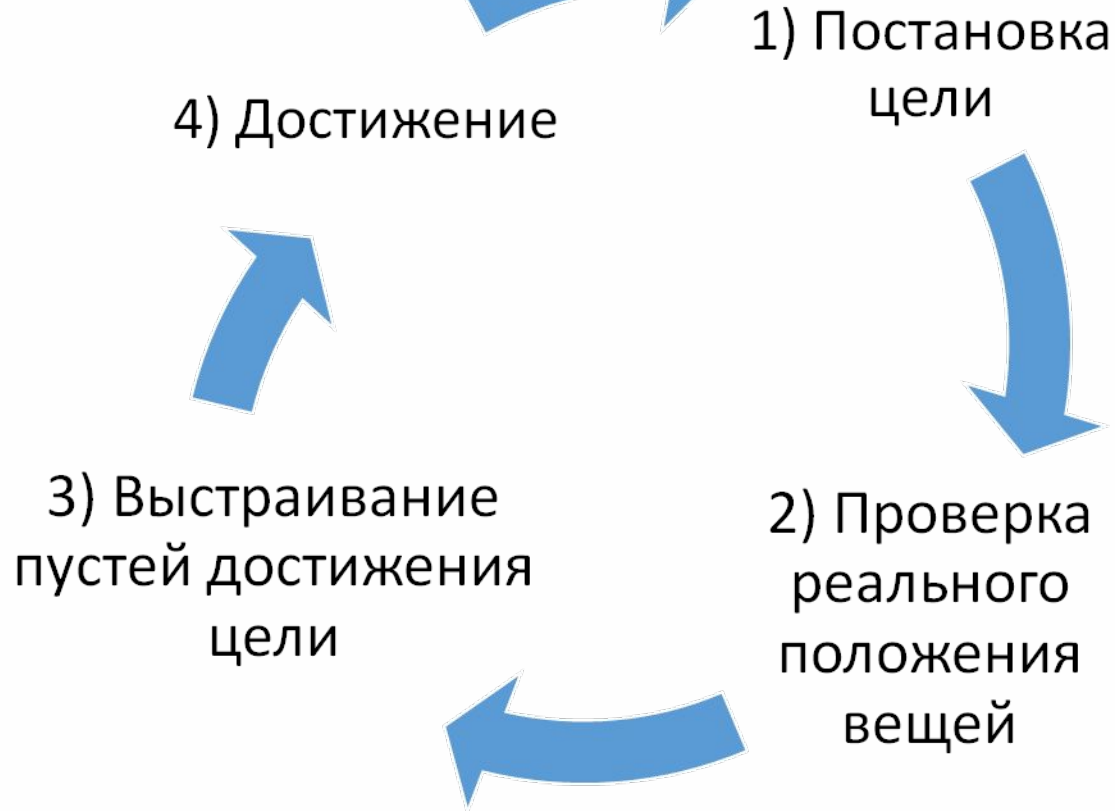 1) Постановка
цели
2) Проверка
реального
положения
вещей
3) Выстраивание
пустей достижения
цели
4) Достижение